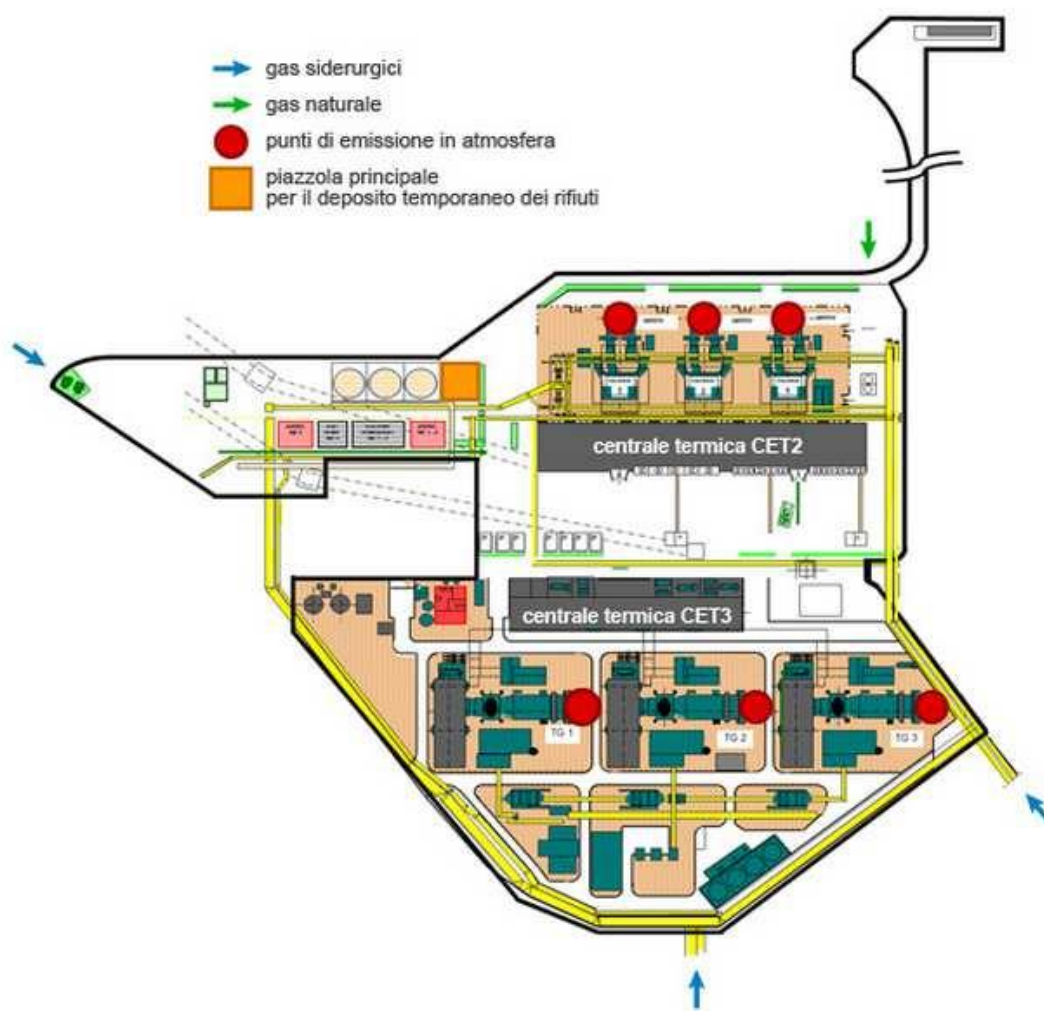 gas siderurgici
gas naturale
punti di emissione in atmosfera
piazzola principale
per il deposito temporaneo dei rifiuti
centrale termica CET2
centrale termica CET3
TG 1
TG 2
TG 3